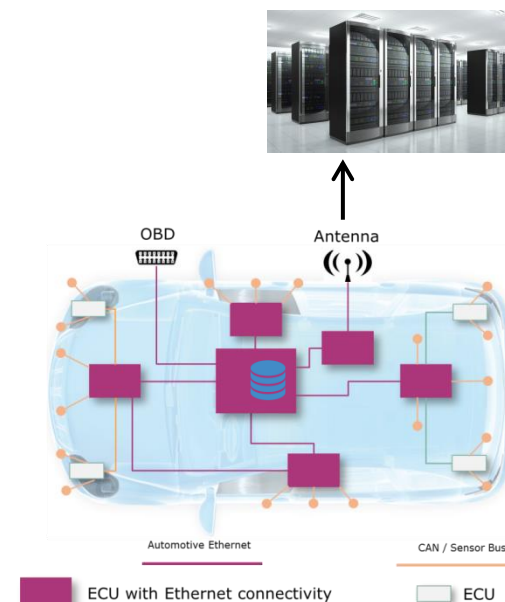 OBD
Antenna
Automotive Ethernet
CAN / Sensor Bus
ECU with Ethernet connectivity
ECU